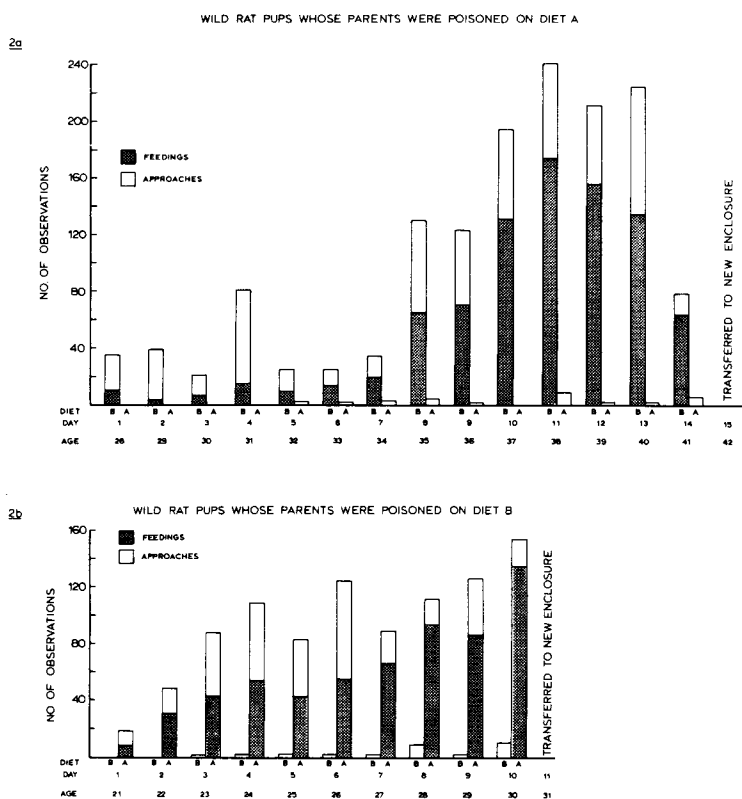 WILD RAT PUPS WHOSE PARENTS WERE POISONED ON DIET A
2a
240
200
160
120
80
40
NO. OF OBSERVATIONS
FEEDINGS
APPROACHES
TRANSFERRED TO NEW ENCLOSURE
DIET B A B A B A B A B A B A B A B A B A B A B A B A B A B A
DAY 1 2 3 4 5 6 7 8 9 10 11 12 13 14 15
AGE 28 29 30 31 32 33 34 35 36 37 38 39 40 41 42
2b
WILD RAT PUPS WHOSE PARENTS WERE POISONED ON DIET B
160
120
80
40
NO OF OBSERVATIONS
FEEDINGS
APPROACHES
TRANSFERRED TO NEW ENCLOSURE
DIET B A B A B A B A B A B A B A B A B A B A
DAY 1 2 3 4 5 6 7 8 9 10 11
AGE 21 22 23 24 25 26 27 28 29 30 31